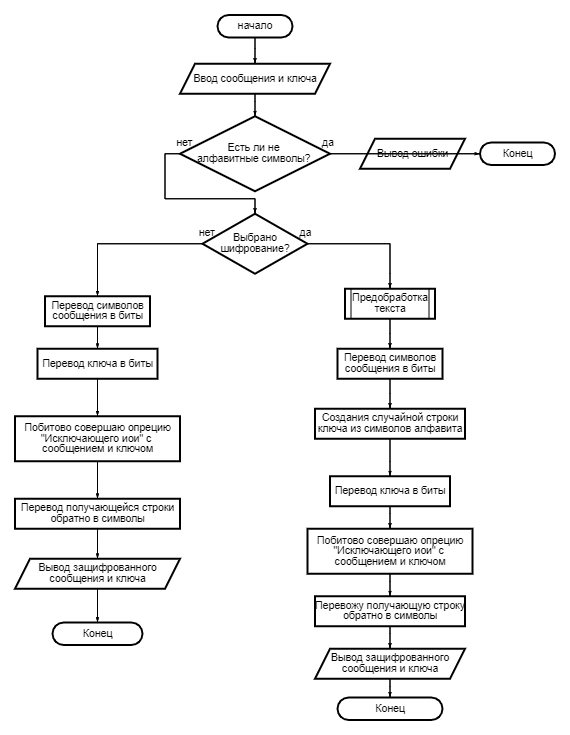 начало
Ввод сообщения и ключа
Есть ли не
алфавитные символы?
нет
да
Вывод ошибки
Конец
Выбрано
шифрование?
нет
да
Перевод символов
сообщения в биты
Перевод ключа в биты
Побитово совершаю опрецию
"Исключающего иои" с
сообщением и ключом
Перевод получающейся строки
обратно в символы
Вывод защифрованного
сообщения и ключа
Конец
Предобработка
текста
Перевод символов
сообщения в биты
Создания случайной строки
ключа из символов алфавита
Перевод ключа в биты
Побитово совершаю опрецию
"Исключающего иои" с
сообщением и ключом
Перевожу получающую строку
обратно в символы
Вывод защифрованного
сообщения и ключа
Конец